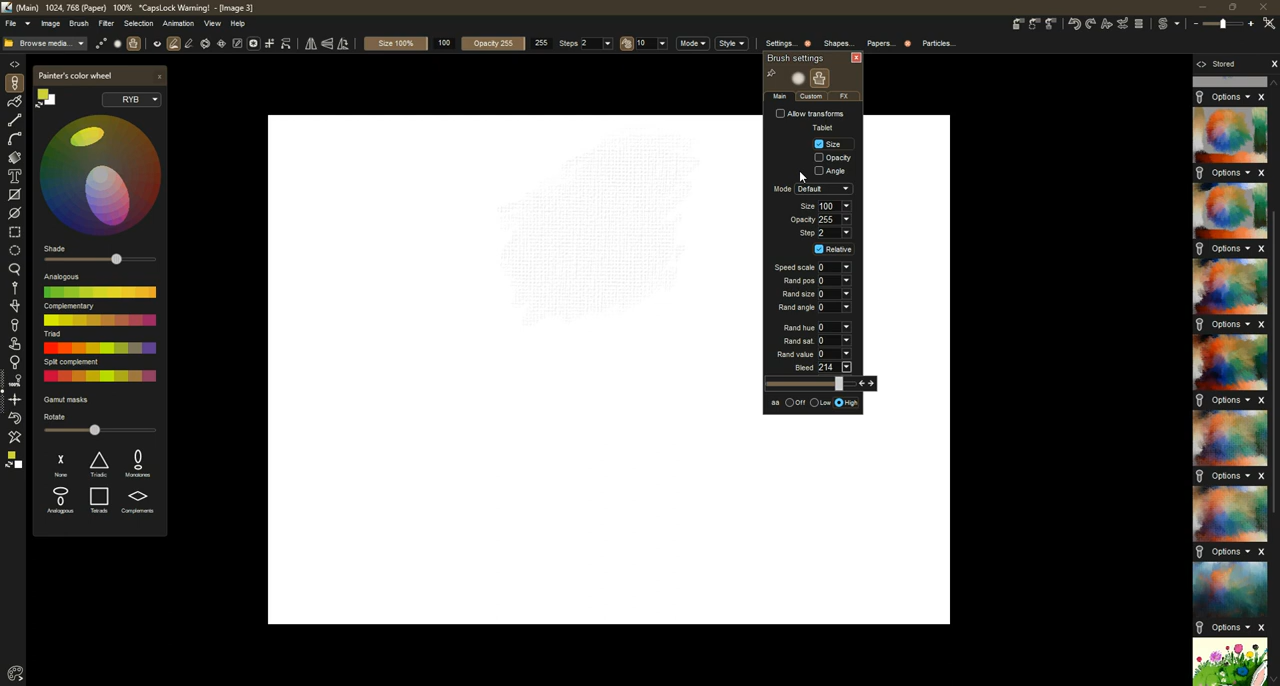 (Main) 1024, 768 (Paper) 100% *CapsLock Warning! - [Image 3]
File Image Brush Filter Selection Animation View Help
Browse media... Size 100% 100 Opacity 255 255 Steps 2 10 Mode Style Settings... Shapes... Papers... Particles...
Painter's color wheel x
RYB
Shade
Analogous
Complementary
Triad
Split complement
Gamut masks
Rotate
None Triadic Monotones
Analogous Tetrads Complements
Brush settings
Main Custom FX
Allow transforms
Tablet
Size
Opacity
Angle
Mode Default
Size 100
Opacity 255
Step 2
Relative
Speed scale 0
Rand pos 0
Rand size 0
Rand angle 0
Rand hue 0
Rand sat. 0
Rand value 0
Bleed 214
aa Off Low High
Stored X
Options X
Options X
Options X
Options X
Options X
Options X
Options X
Options X